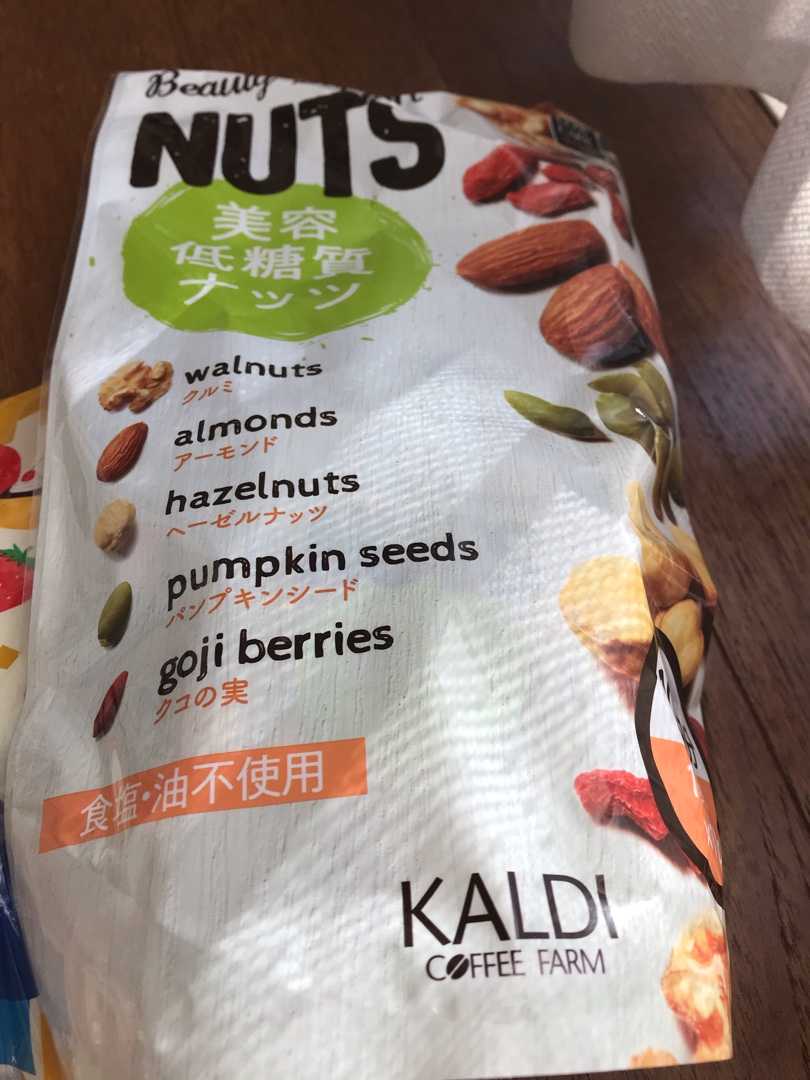 Beauty
NUTS
美容
低糖質
ナッツ
walnuts
クルミ
almonds
アーモンド
hazelnuts
ヘーゼルナッツ
pumpkin seeds
パンプキンシード
goji berries
クコの実
食塩・油不使用
KALDI
COFFEE FARM